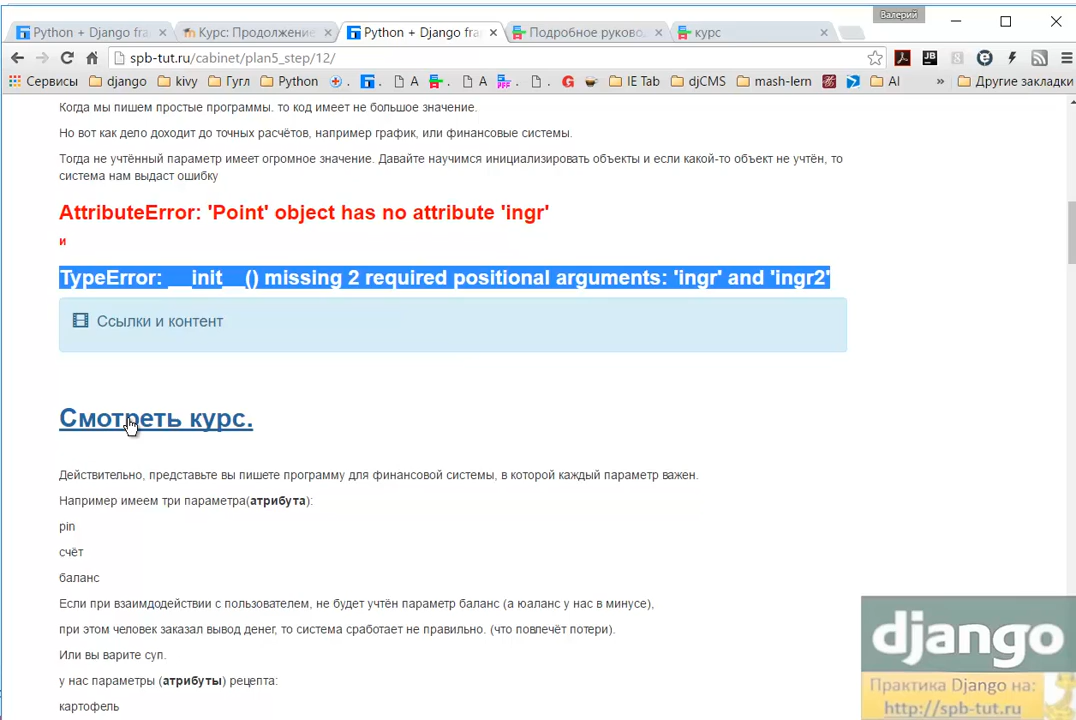 Валерий
Python + Django fra
Курс: Продолжение
Python + Django fra
Подробное руково
курс
spb-tut.ru/cabinet/plan5_step/12/
Сервисы
django
kivy
Гугл
Python
A
A
IE Tab
djCMS
mash-lern
AI
»
Другие закладки
Когда мы пишем простые программы. то код имеет не большое значение.
Но вот как дело доходит до точных расчётов, например график, или финансовые системы.
Тогда не учтённый параметр имеет огромное значение. Давайте научимся инициализировать объекты и если какой-то объект не учтён, то
система нам выдаст ошибку
AttributeError: 'Point' object has no attribute 'ingr'
и
TypeError: __init__() missing 2 required positional arguments: 'ingr' and 'ingr2'
Ссылки и контент
Смотреть курс.
Действительно, представьте вы пишете программу для финансовой системы, в которой каждый параметр важен.
Например имеем три параметра(атрибута):
pin
счёт
баланс
Если при взаимдодействии с пользователем, не будет учтён параметр баланс (а юаланс у нас в минусе),
при этом человек заказал вывод денег, то система сработает не правильно. (что повлечёт потери).
Или вы варите суп.
у нас параметры (атрибуты) рецепта:
картофель
django
Практика Django на:
http://spb-tut.ru